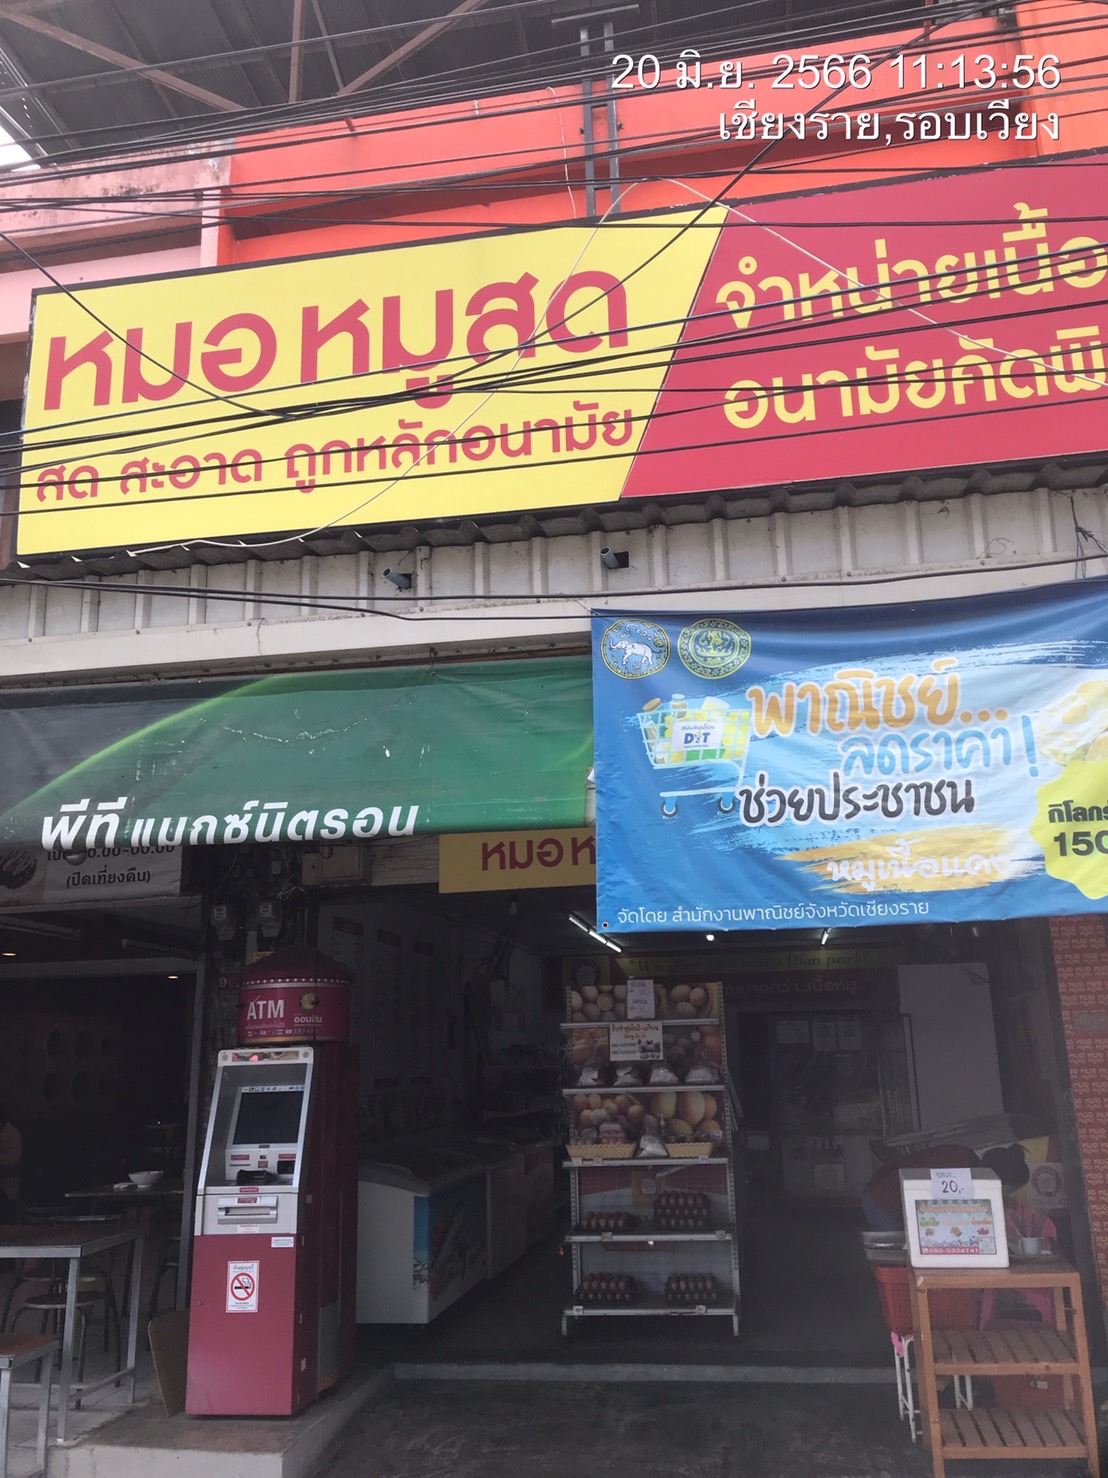 20 มิ.ย. 2566 11:13:56
เชียงราย,รอบเวียง
หมอหมูสด
สด สะอาด ถูกหลักอนามัย
จำหน่ายเนื้อ
อนามัยคัดพิ
พาณิชย์...
ลดราคา!
ช่วยประชาชน
หมูเนื้อแดง
กิโลกร
150
จัดโดย สำนักงานพาณิชย์จังหวัดเชียงราย
พีที แมกซ์นิตรอน
(ปิดเที่ยงคืน)
หมอห
ATM
ออมสิน
20.-